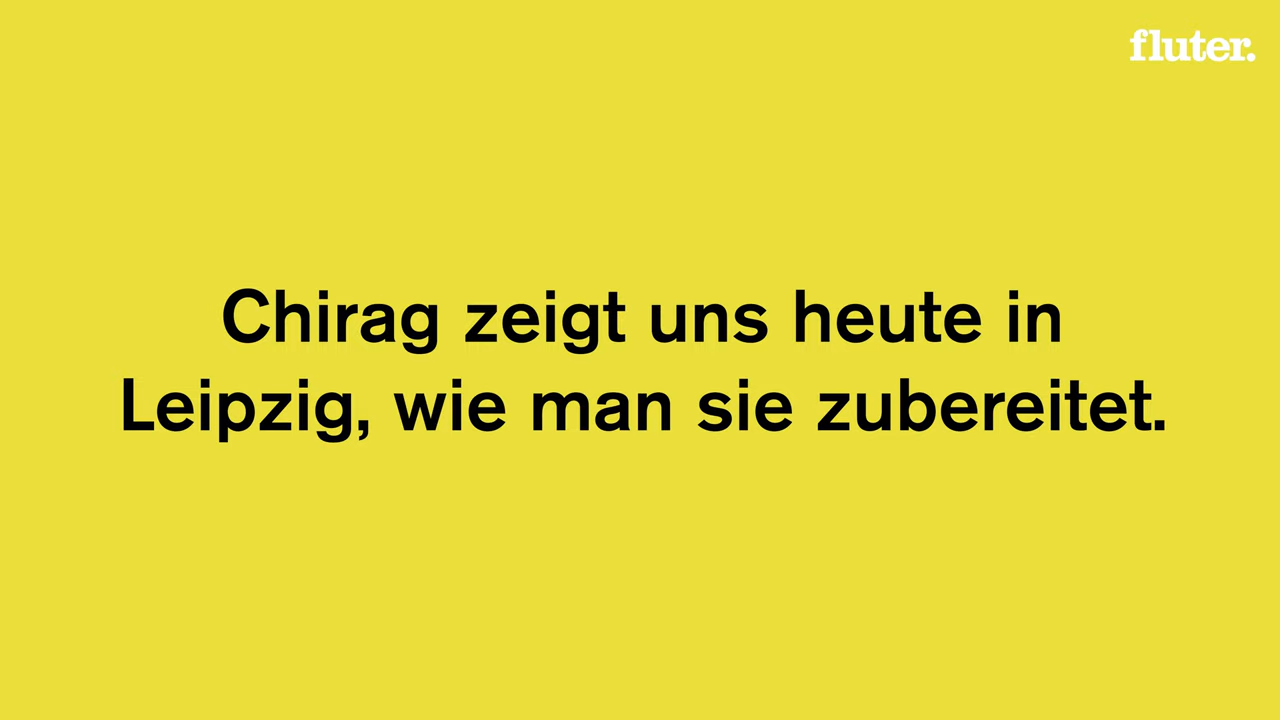 fluter.
Chirag zeigt uns heute in
Leipzig, wie man sie zubereitet.